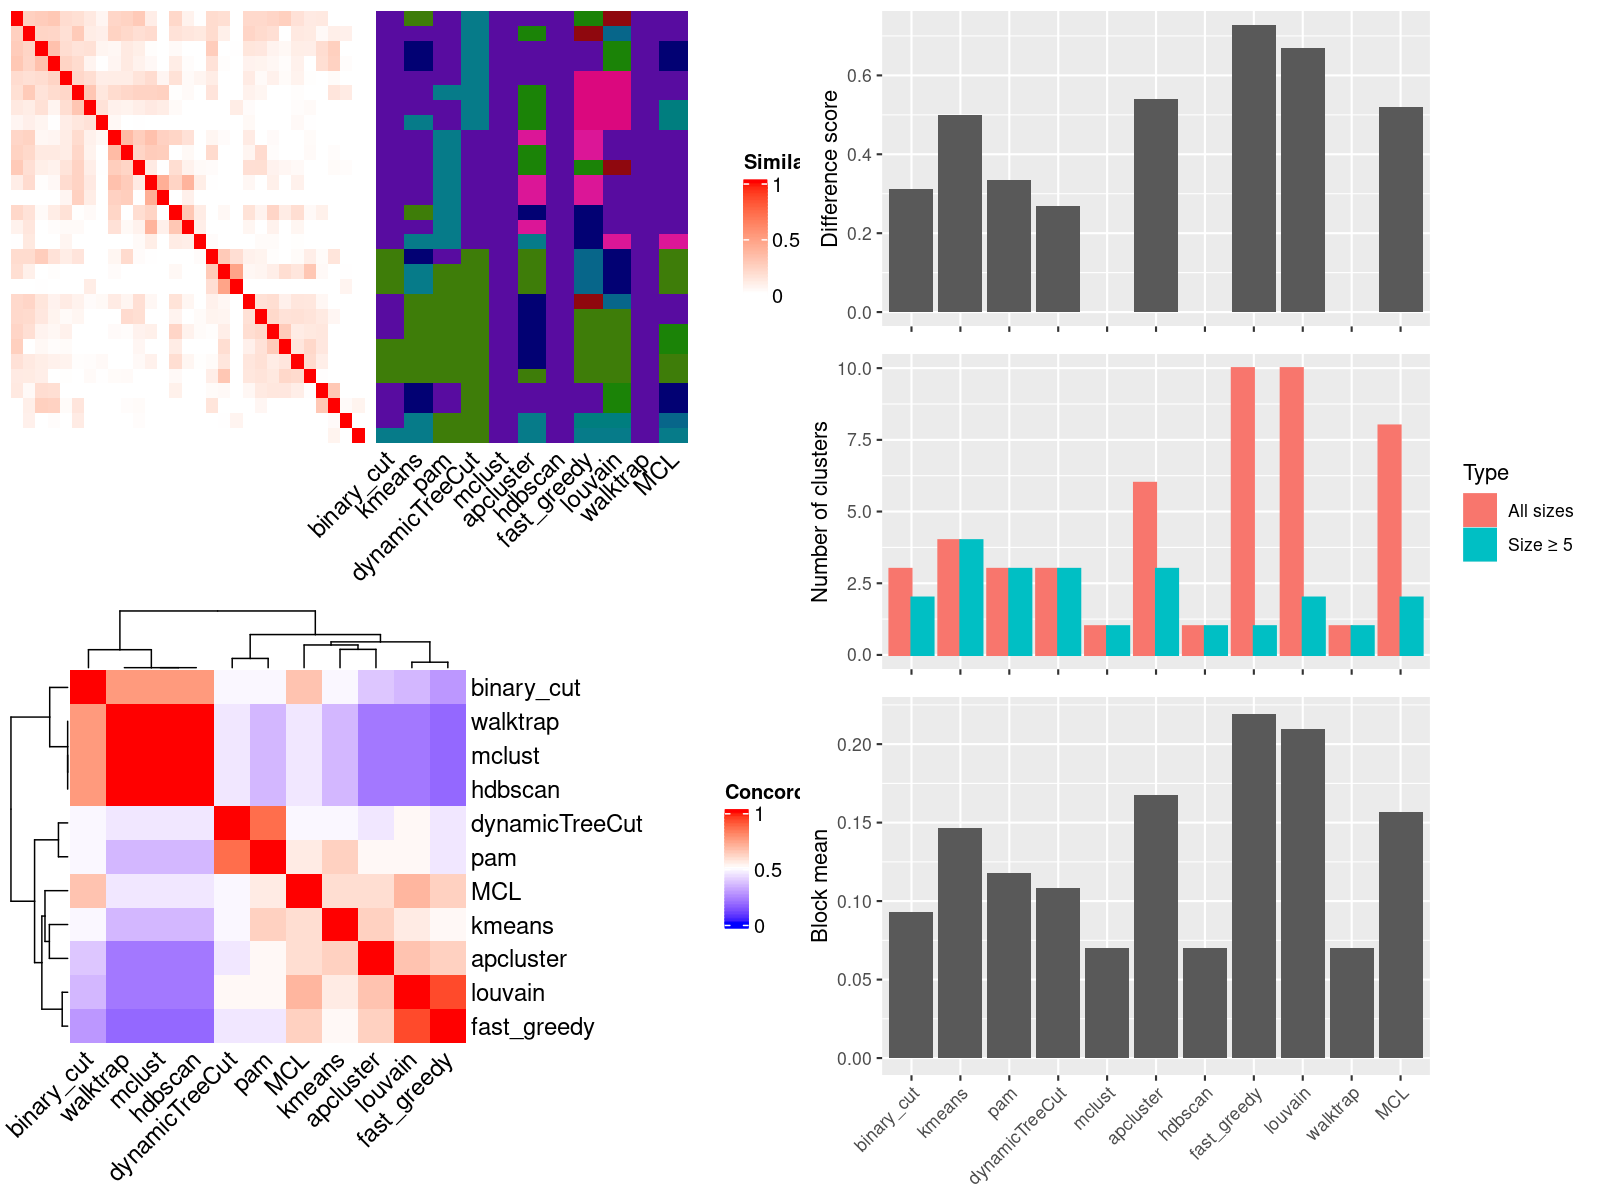 Simila
1
0.5
0
binary_cut
kmeans
pam
dynamicTreeCut
mclust
apcluster
hdbscan
fast_greedy
louvain
walktrap
MCL
binary_cut
walktrap
mclust
hdbscan
dynamicTreeCut
pam
MCL
kmeans
apcluster
louvain
fast_greedy
binary_cut
walktrap
mclust
hdbscan
dynamicTreeCut
pam
MCL
kmeans
apcluster
louvain
fast_greedy
Concord
1
0.5
0
Difference score
0.6
0.4
0.2
0.0
Number of clusters
10.0
7.5
5.0
2.5
0.0
Type
All sizes
Size ≥ 5
Block mean
0.20
0.15
0.10
0.05
0.00
binary_cut
kmeans
pam
dynamicTreeCut
mclust
apcluster
hdbscan
fast_greedy
louvain
walktrap
MCL